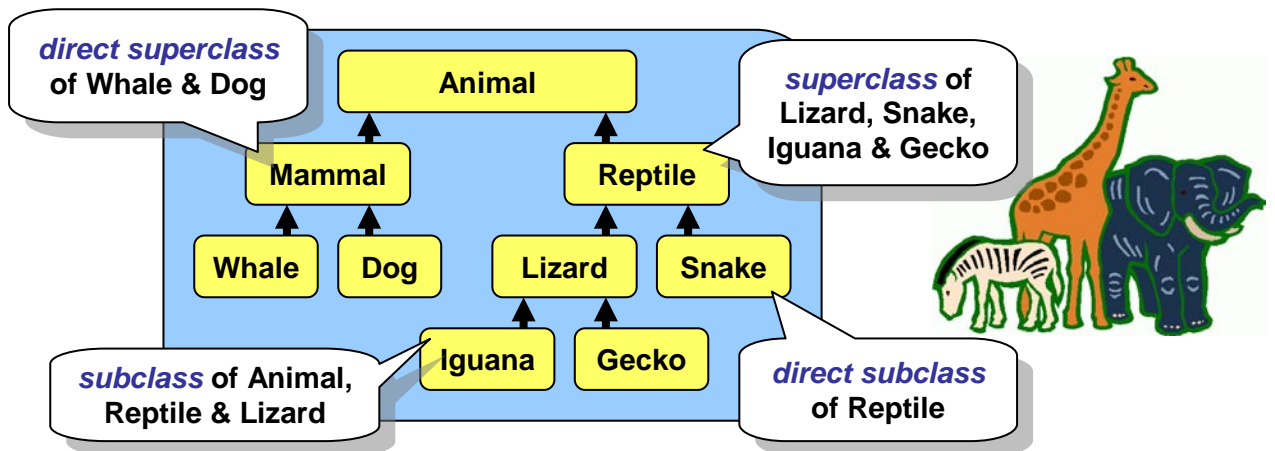 direct superclass
of Whale & Dog
Animal
superclass of
Lizard, Snake,
Iguana & Gecko
Mammal
Reptile
Whale
Dog
Lizard
Snake
Iguana
Gecko
subclass of Animal,
Reptile & Lizard
direct subclass
of Reptile